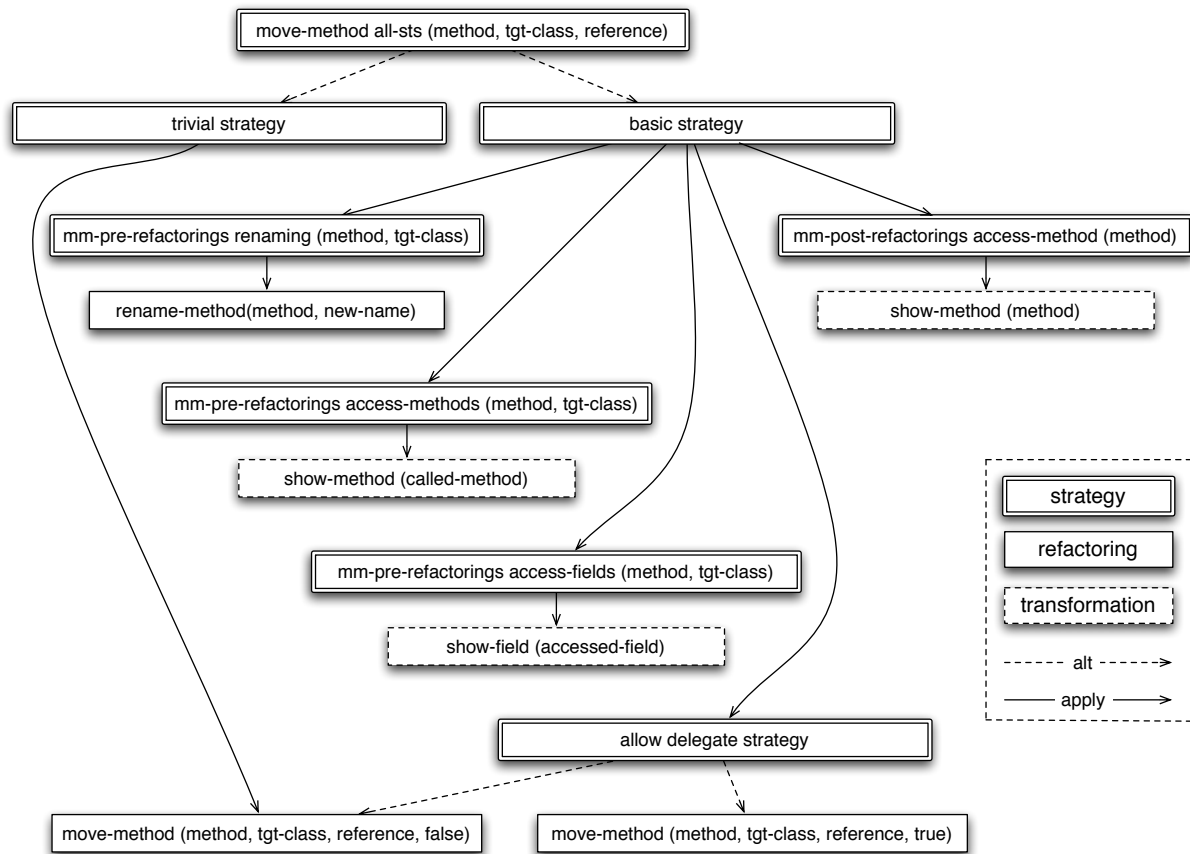 move-method all-sts (method, tgt-class, reference)
trivial strategy
basic strategy
mm-pre-refactorings renaming (method, tgt-class)
mm-post-refactorings access-method (method)
rename-method(method, new-name)
show-method (method)
mm-pre-refactorings access-methods (method, tgt-class)
show-method (called-method)
mm-pre-refactorings access-fields (method, tgt-class)
show-field (accessed-field)
strategy
refactoring
transformation
alt
apply
allow delegate strategy
move-method (method, tgt-class, reference, false)
move-method (method, tgt-class, reference, true)